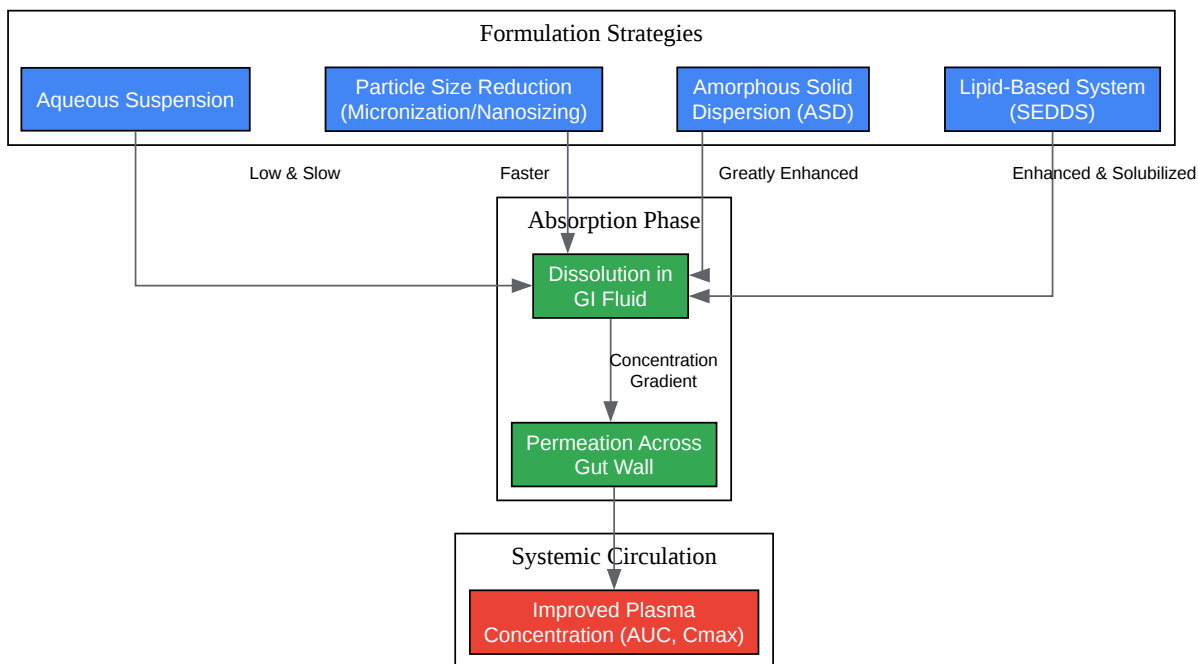 Formulation Strategies
Aqueous Suspension
Particle Size Reduction
(Micronization/Nanosizing)
Amorphous Solid
Dispersion (ASD)
Lipid-Based System
(SEDDS)
Low & Slow
Faster
Greatly Enhanced
Enhanced & Solubilized
Absorption Phase
Dissolution in
GI Fluid
Concentration
Gradient
Permeation Across
Gut Wall
Systemic Circulation
Improved Plasma
Concentration (AUC, Cmax)